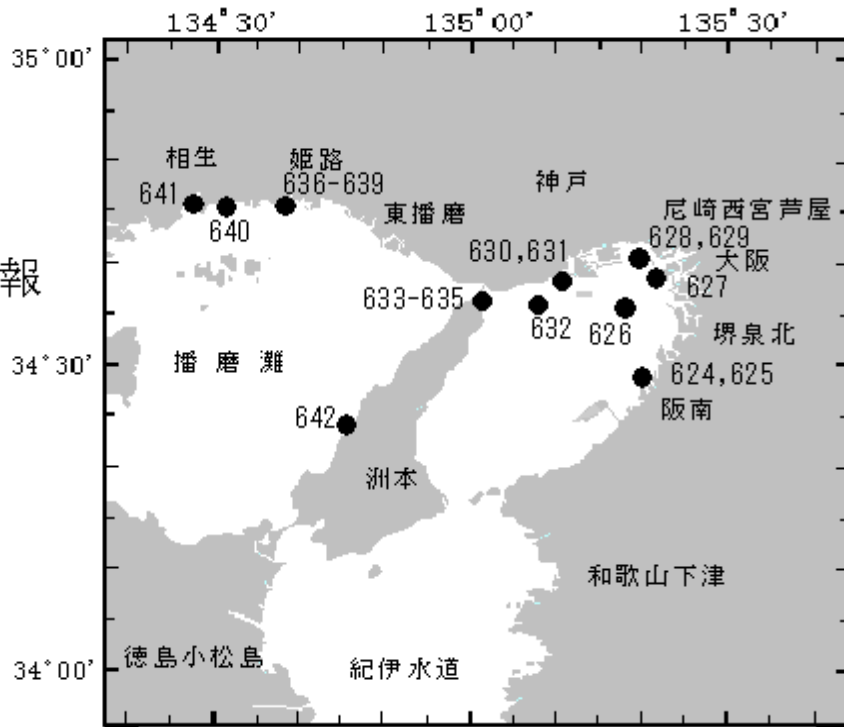 134°30' 135°00' 135°30'
35°00'
相生 姫路 神戸
641 636-639
640 東播磨 尼崎西宮芦屋
630,631 628,629
報 大阪
633-635 627
632 626
堺泉北
34°30' 播磨灘 624,625
阪南
642
洲本
和歌山下津
徳島小松島 紀伊水道
34°00'